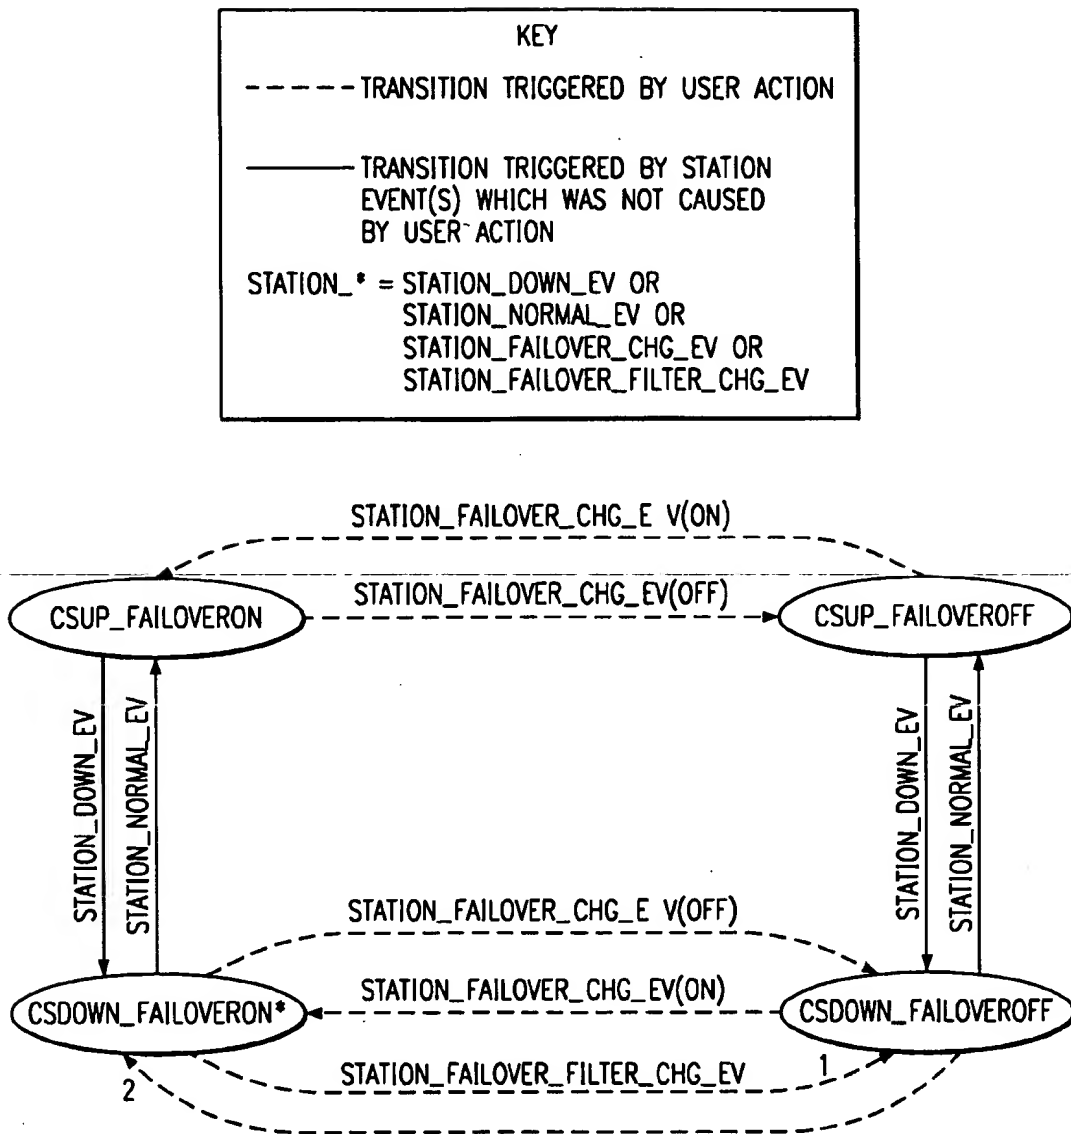 KEY
TRANSITION TRIGGERED BY USER ACTION
TRANSITION TRIGGERED BY STATION
EVENT(S) WHICH WAS NOT CAUSED
BY USER ACTION
STATION_* = STATION_DOWN_EV OR
STATION_NORMAL_EV OR
STATION_FAILOVER_CHG_EV OR
STATION_FAILOVER_FILTER_CHG_EV
STATION_FAILOVER_CHG_E V(ON)
CSUP_FAILOVERON
STATION_FAILOVER_CHG_EV(OFF)
CSUP_FAILOVEROFF
STATION_DOWN_EV
STATION_NORMAL_EV
STATION_DOWN_EV
STATION_NORMAL_EV
STATION_FAILOVER_CHG_E V(OFF)
CSDOWN_FAILOVERON*
STATION_FAILOVER_CHG_EV(ON)
CSDOWN_FAILOVEROFF
2
STATION_FAILOVER_FILTER_CHG_EV
1